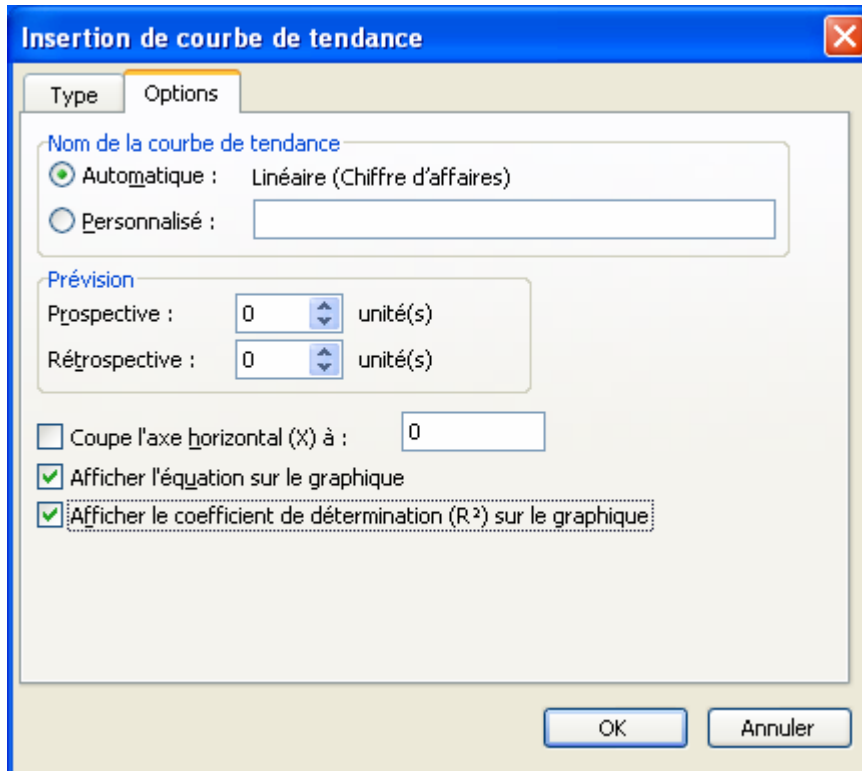 Insertion de courbe de tendance
Type Options
Nom de la courbe de tendance
Automatique : Linéaire (Chiffre d'affaires)
Personnalisé :
Prévision
Prospective : 0 unité(s)
Rétrospective : 0 unité(s)
Coupe l'axe horizontal (X) à : 0
Afficher l'équation sur le graphique
Afficher le coefficient de détermination (R²) sur le graphique
OK Annuler